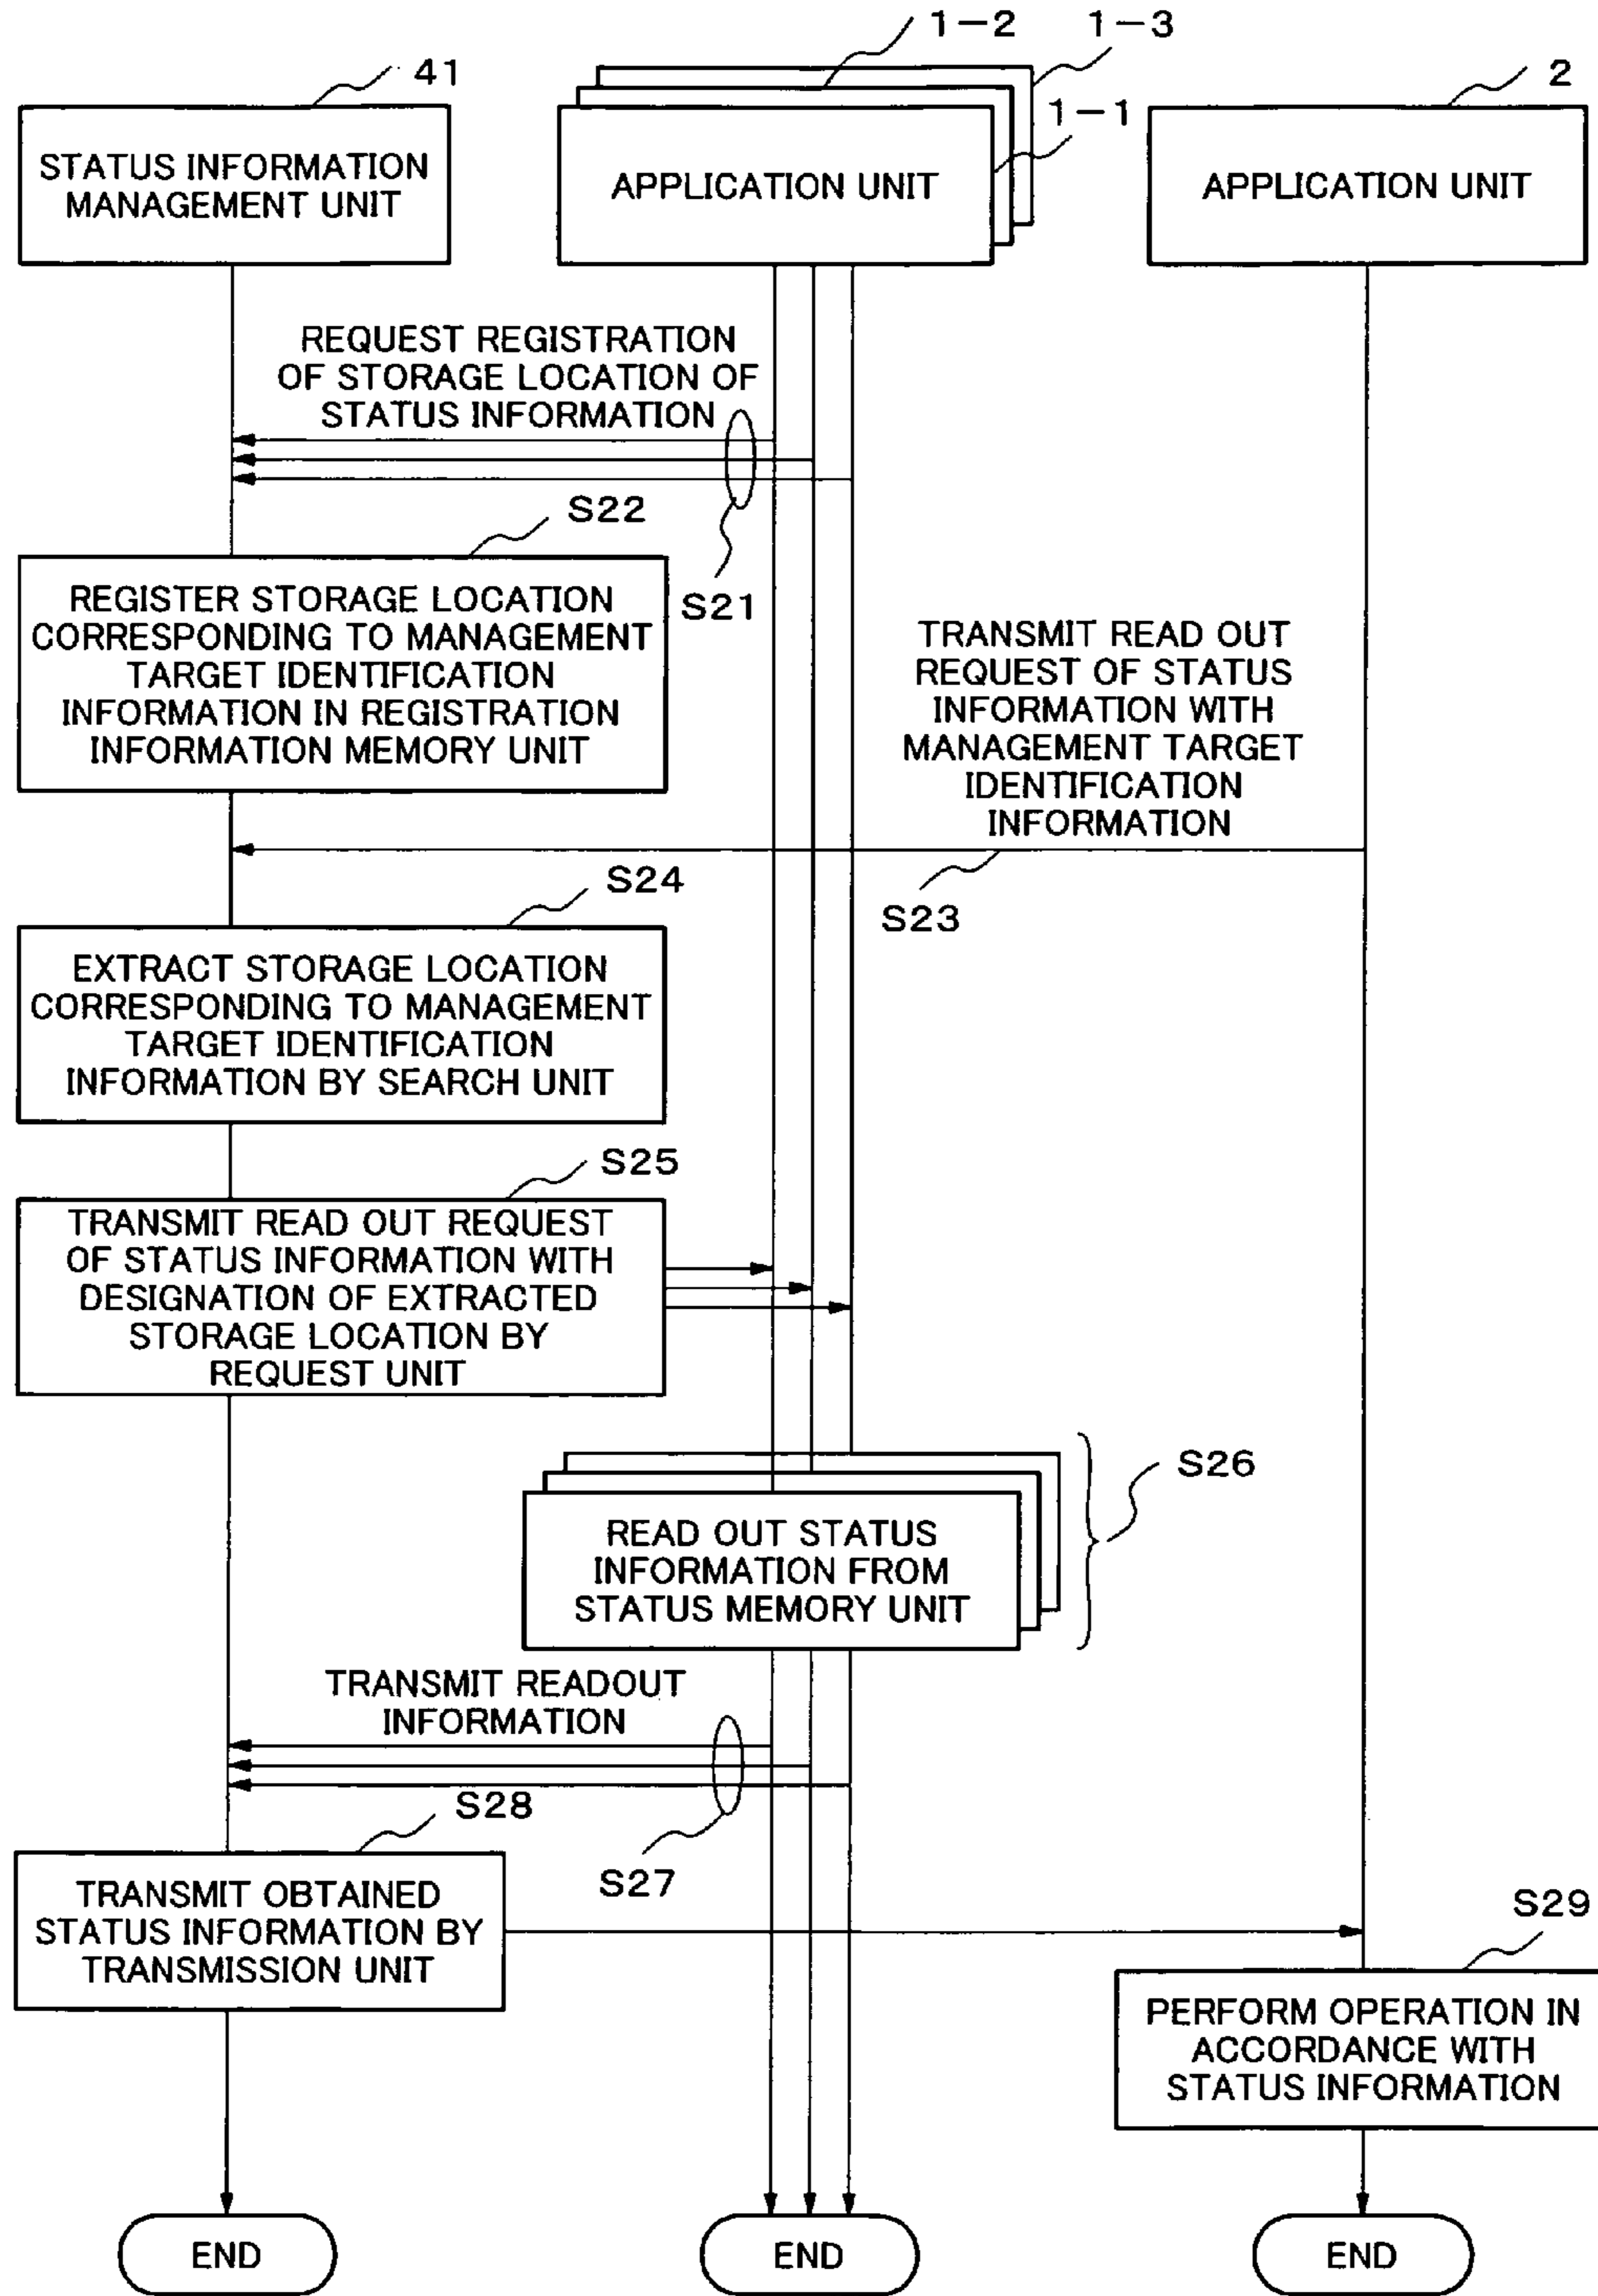 41
1-2
1-3
1-1
2
STATUS INFORMATION
MANAGEMENT UNIT
APPLICATION UNIT
APPLICATION UNIT
REQUEST REGISTRATION
OF STORAGE LOCATION OF
STATUS INFORMATION
S21
S22
REGISTER STORAGE LOCATION
CORRESPONDING TO MANAGEMENT
TARGET IDENTIFICATION
INFORMATION IN REGISTRATION
INFORMATION MEMORY UNIT
TRANSMIT READ OUT
REQUEST OF STATUS
INFORMATION WITH
MANAGEMENT TARGET
IDENTIFICATION
INFORMATION
S23
S24
EXTRACT STORAGE LOCATION
CORRESPONDING TO MANAGEMENT
TARGET IDENTIFICATION
INFORMATION BY SEARCH UNIT
S25
TRANSMIT READ OUT REQUEST
OF STATUS INFORMATION WITH
DESIGNATION OF EXTRACTED
STORAGE LOCATION BY
REQUEST UNIT
S26
READ OUT STATUS
INFORMATION FROM
STATUS MEMORY UNIT
TRANSMIT READOUT
INFORMATION
S27
S28
TRANSMIT OBTAINED
STATUS INFORMATION BY
TRANSMISSION UNIT
S29
PERFORM OPERATION IN
ACCORDANCE WITH
STATUS INFORMATION
END
END
END